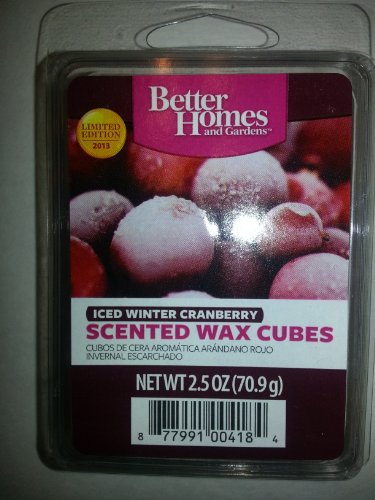 Better
Homes
and Gardens™
LIMITED
EDITION
2013
ICED WINTER CRANBERRY
SCENTED WAX CUBES
CUBOS DE CERA AROMÁTICA ARÁNDANO ROJO
INVERNAL ESCARCHADO
NET WT 2.5 OZ (70.9 g)
8 77991 00418 4